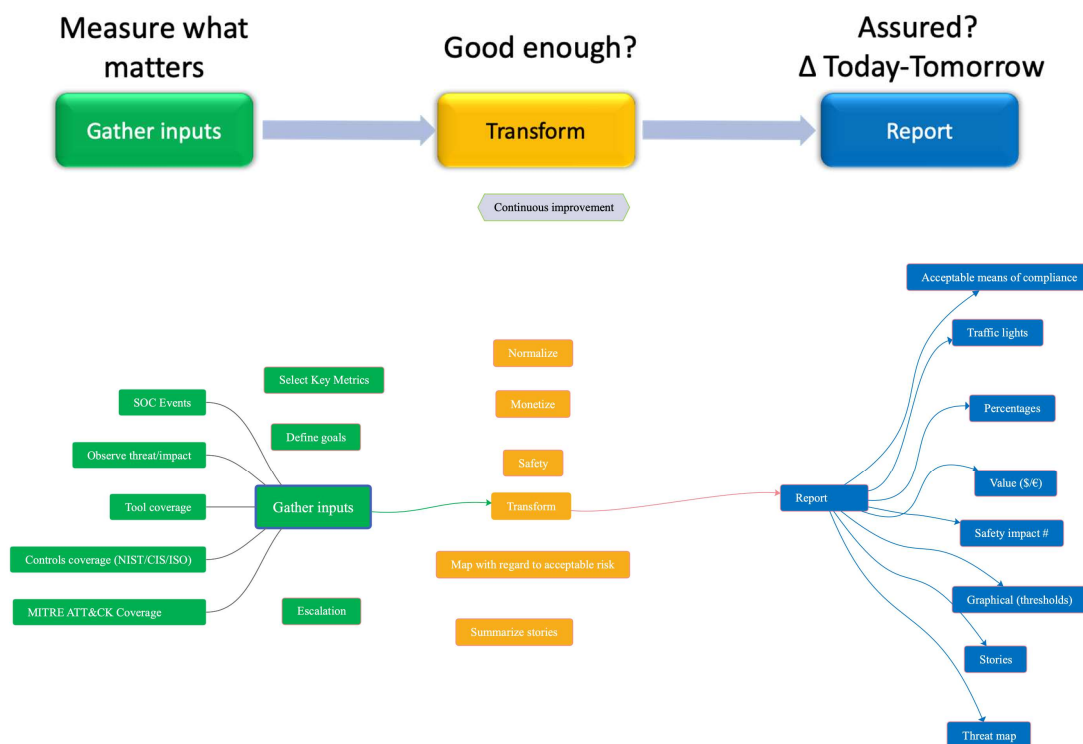 Measure what
matters
Good enough?
Assured?
Δ Today-Tomorrow
Gather inputs
Transform
Report
Continuous improvement
Select Key Metrics
SOC Events
Define goals
Observe threat/impact
Tool coverage
Gather inputs
Controls coverage (NIST/CIS/ISO)
MITRE ATT&CK Coverage
Escalation
Normalize
Monetize
Safety
Transform
Map with regard to acceptable risk
Summarize stories
Report
Acceptable means of compliance
Traffic lights
Percentages
Value ($/€)
Safety impact #
Graphical (thresholds)
Stories
Threat map